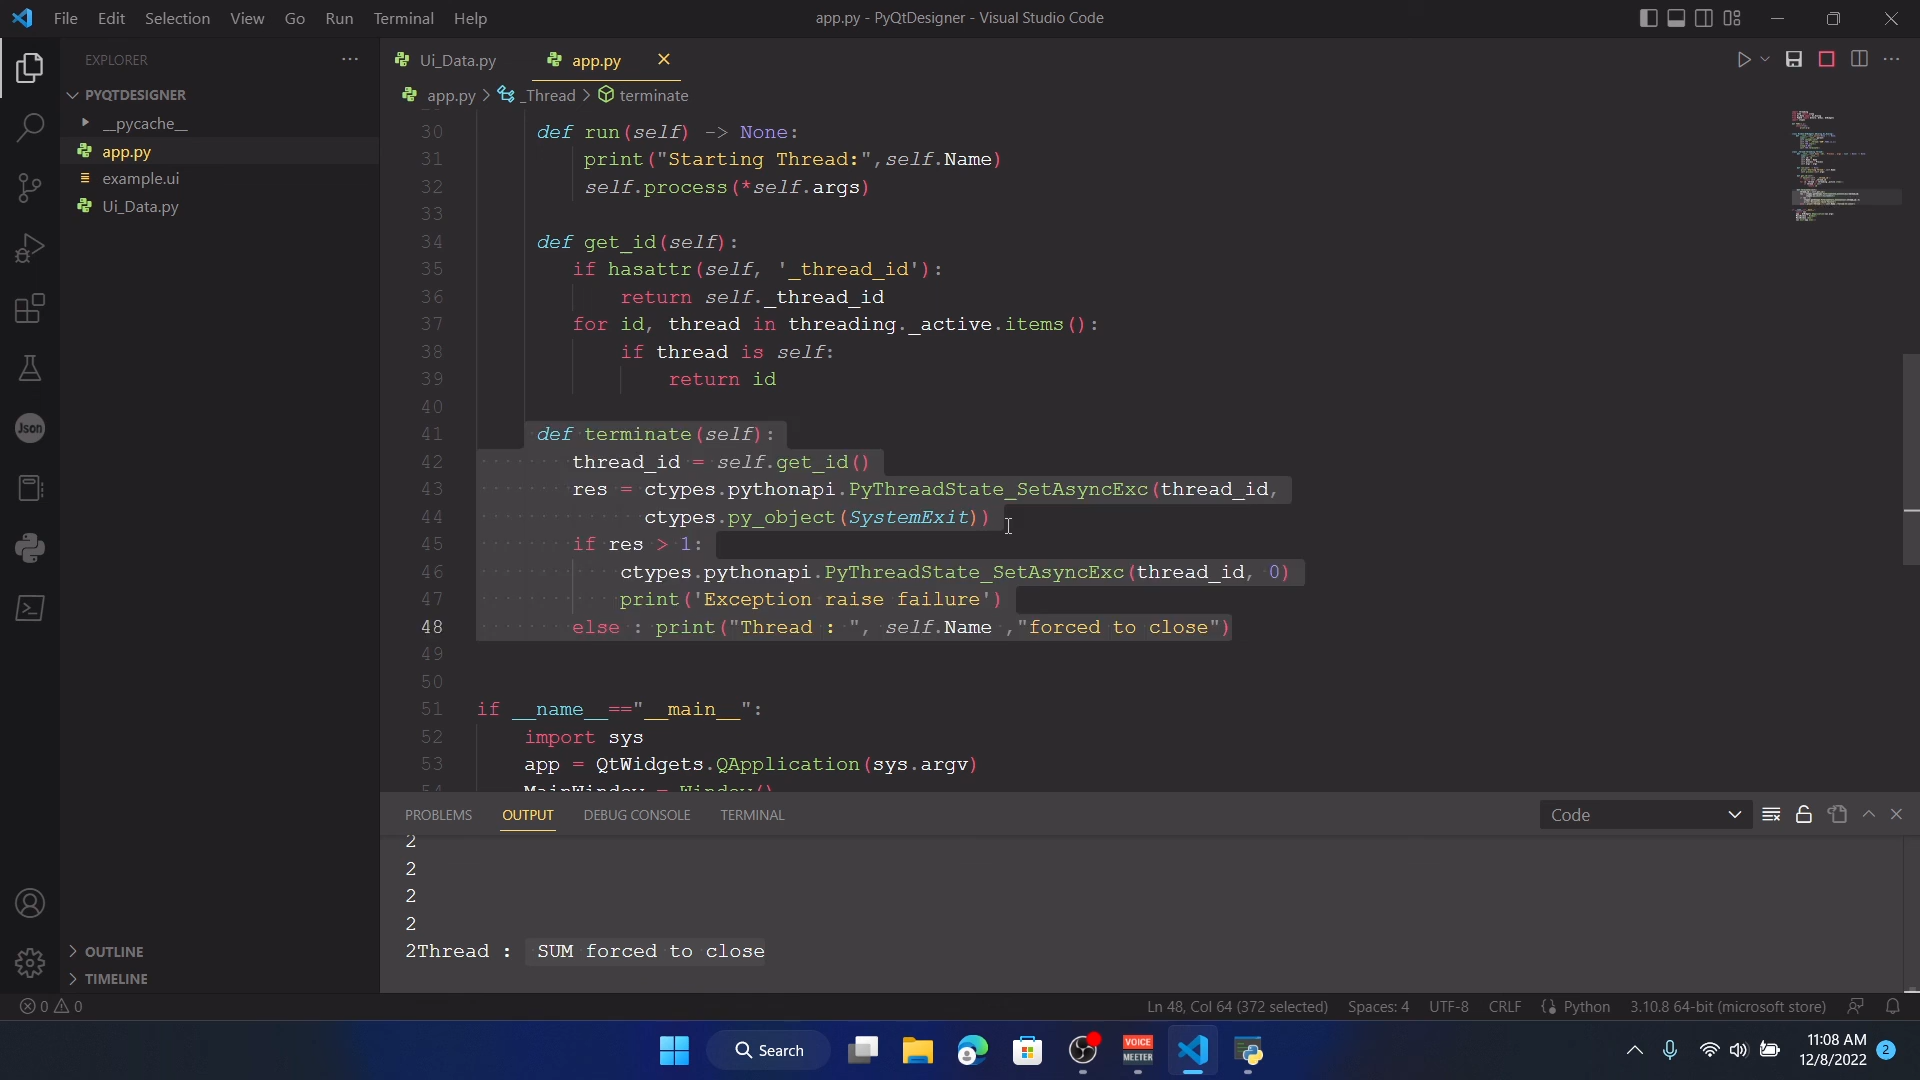 File Edit Selection View Go Run Terminal Help
app.py - PyQtDesigner - Visual Studio Code
EXPLORER
PYQTDESIGNER
__pycache__
app.py
example.ui
Ui_Data.py
OUTLINE
TIMELINE
Json
Ui_Data.py app.py
app.py > _Thread > terminate
30 def run(self) -> None:
31 print("Starting Thread:",self.Name)
32 self.process(*self.args)
33
34 def get_id(self):
35 if hasattr(self, '_thread_id'):
36 return self._thread_id
37 for id, thread in threading._active.items():
38 if thread is self:
39 return id
40
41 def terminate(self):
42 thread_id = self.get_id()
43 res = ctypes.pythonapi.PyThreadState_SetAsyncExc(thread_id,
44 ctypes.py_object(SystemExit))
45 if res > 1:
46 ctypes.pythonapi.PyThreadState_SetAsyncExc(thread_id, 0)
47 print('Exception raise failure')
48 else : print("Thread : ", self.Name ,"forced to close")
49
50
51 if __name__=="__main__":
52 import sys
53 app = QtWidgets.QApplication(sys.argv)
54 MainWindow = Window()
PROBLEMS OUTPUT DEBUG CONSOLE TERMINAL
Code
2
2
2
2
2Thread :  SUM forced to close
0 0
Ln 48, Col 64 (372 selected) Spaces: 4 UTF-8 CRLF Python 3.10.8 64-bit (microsoft store)
Search
VOICE
MEETER
11:08 AM
12/8/2022
2